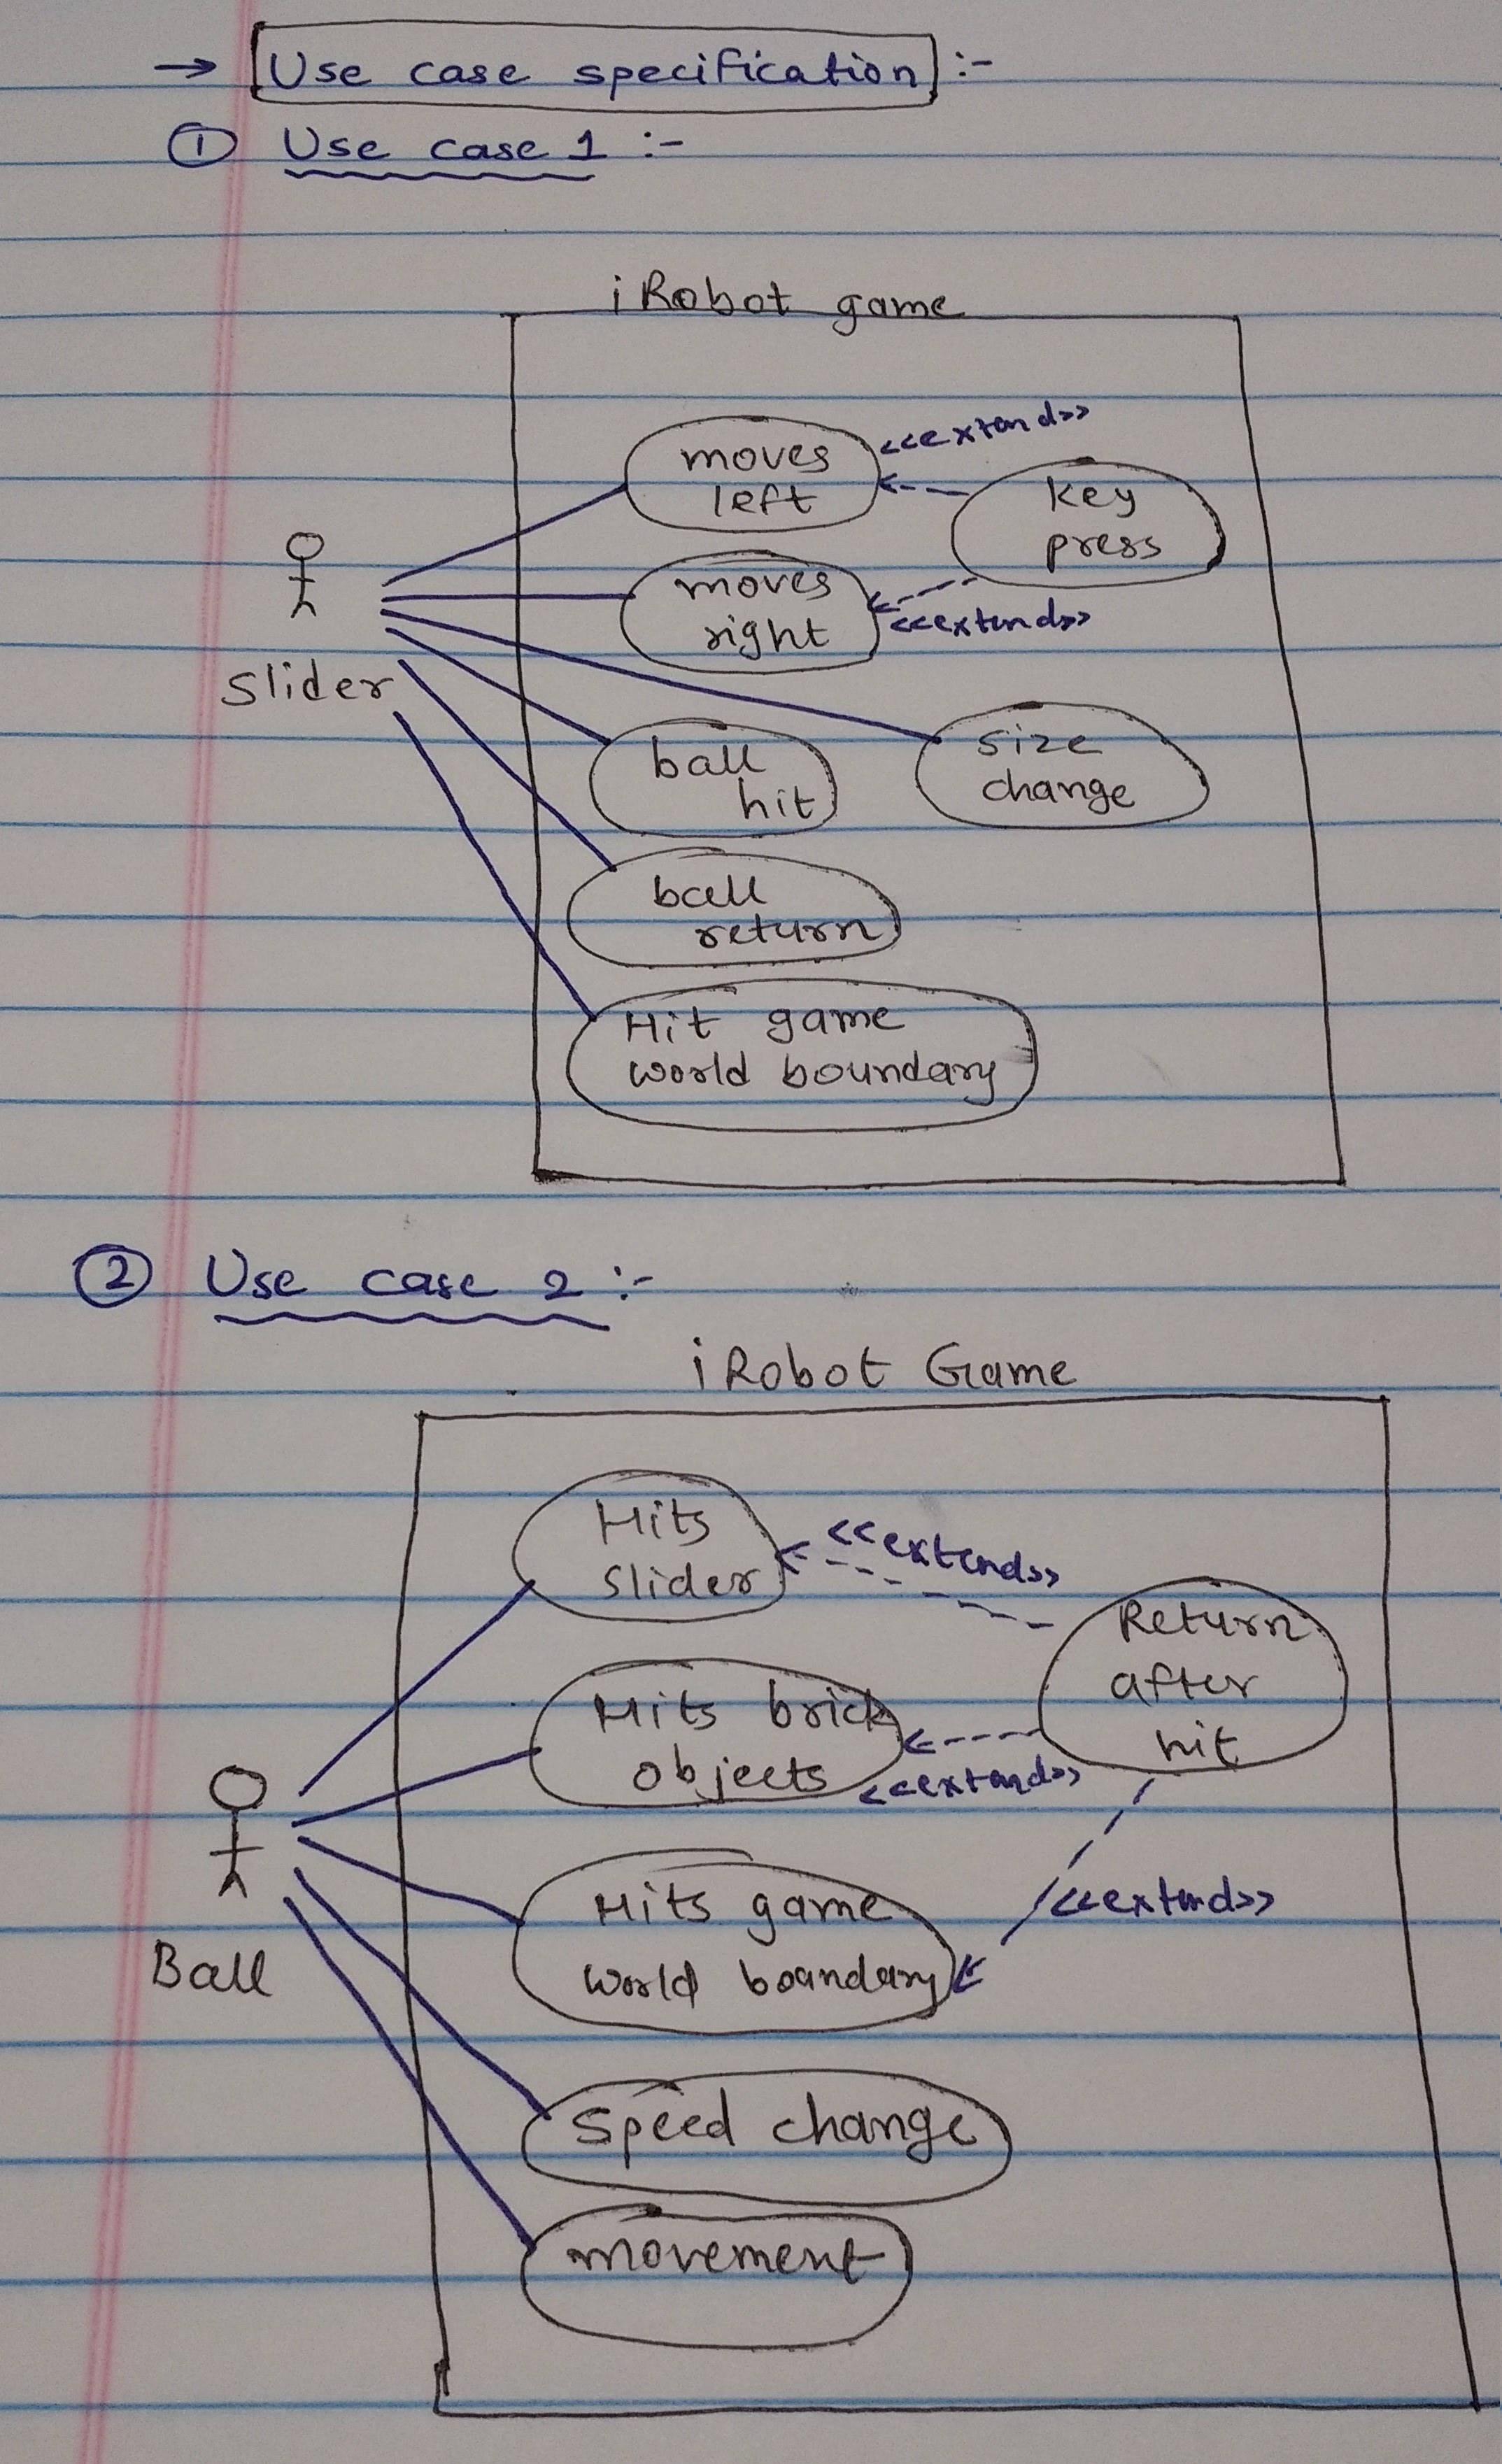 → Use case specification :-
① Use case 1 :-
iRobot game
<<extend>>
moves
left
Key
press
moves
right
<<extend>>
Slider
size
change
ball
hit
ball
return
Hit game
world boundary
② Use case 2 :-
iRobot Game
Hits
slider
<<extend>>
Return
after
hit
Hits brick
objects
<<extend>>
Hits game
world boundary
<<extend>>
Ball
speed change
movement